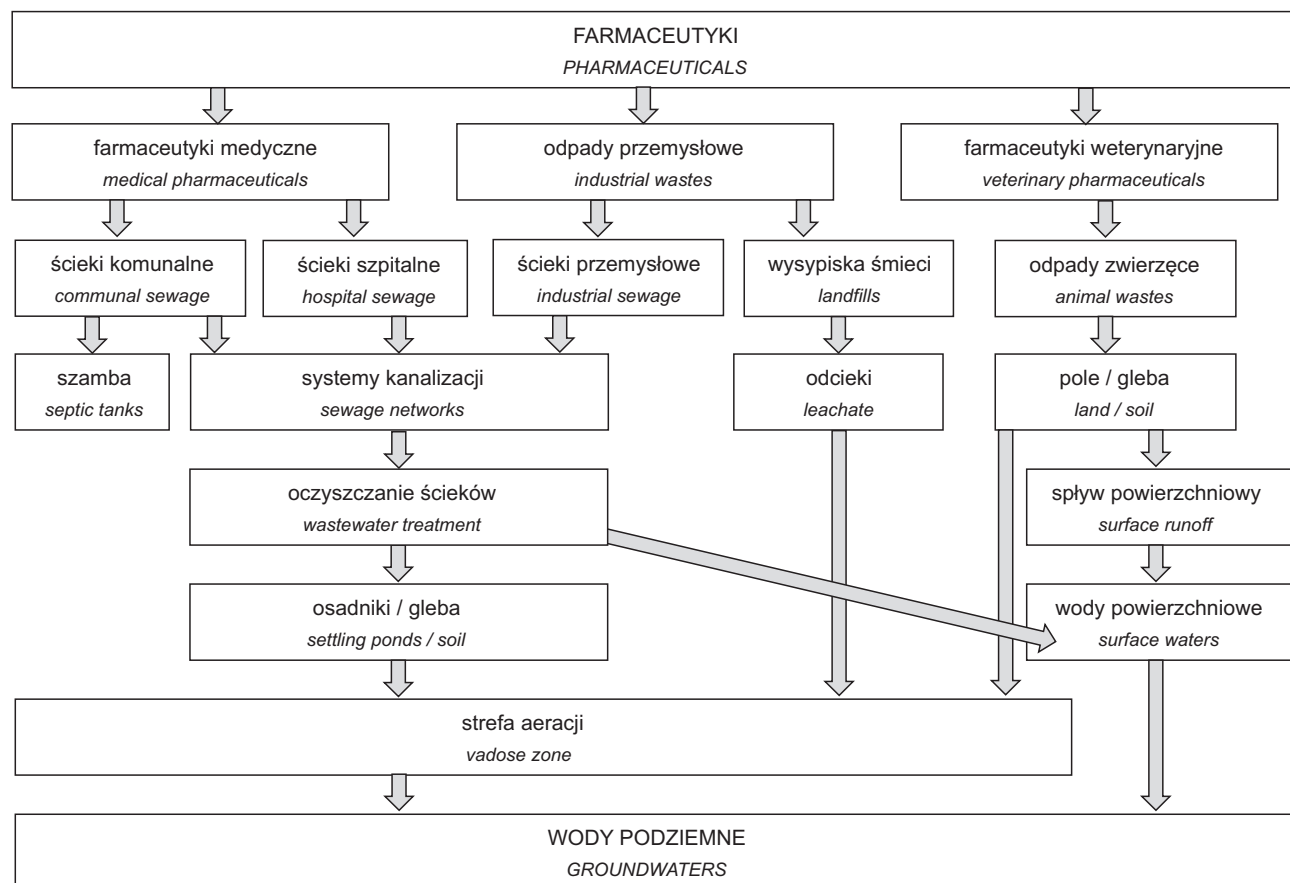 FARMACEUTYKI
PHARMACEUTICALS
farmaceutyki medyczne
medical pharmaceuticals
odpady przemysłowe
industrial wastes
farmaceutyki weterynaryjne
veterinary pharmaceuticals
ścieki komunalne
communal sewage
ścieki szpitalne
hospital sewage
ścieki przemysłowe
industrial sewage
wysypiska śmieci
landfills
odpady zwierzęce
animal wastes
szamba
septic tanks
systemy kanalizacji
sewage networks
odcieki
leachate
pole / gleba
land / soil
oczyszczanie ścieków
wastewater treatment
spływ powierzchniowy
surface runoff
osadniki / gleba
settling ponds / soil
wody powierzchniowe
surface waters
strefa aeracji
vadose zone
WODY PODZIEMNE
GROUNDWATERS